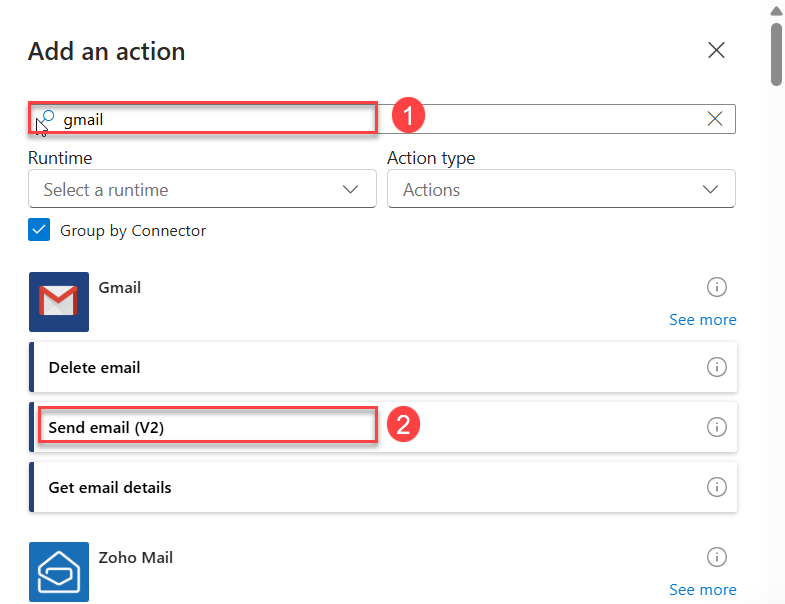 Add an action
gmail
1
Runtime
Action type
Select a runtime
Actions
Group by Connector
Gmail
See more
Delete email
Send email (V2)
2
Get email details
Zoho Mail
See more